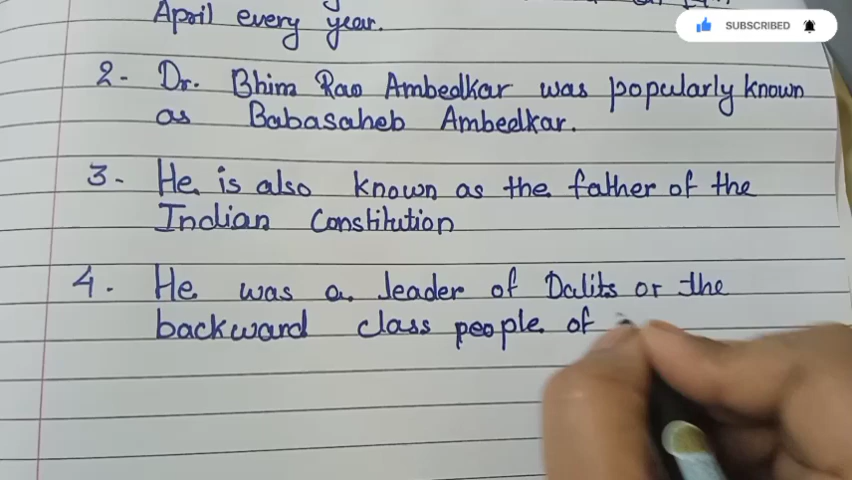 April every year.
SUBSCRIBED
2- Dr. Bhim Rao Ambedkar was popularly known
as Babasaheb Ambedkar.
3- He is also known as the father of the
Indian Constitution
4. He was a leader of Dalits or the
backward class people of